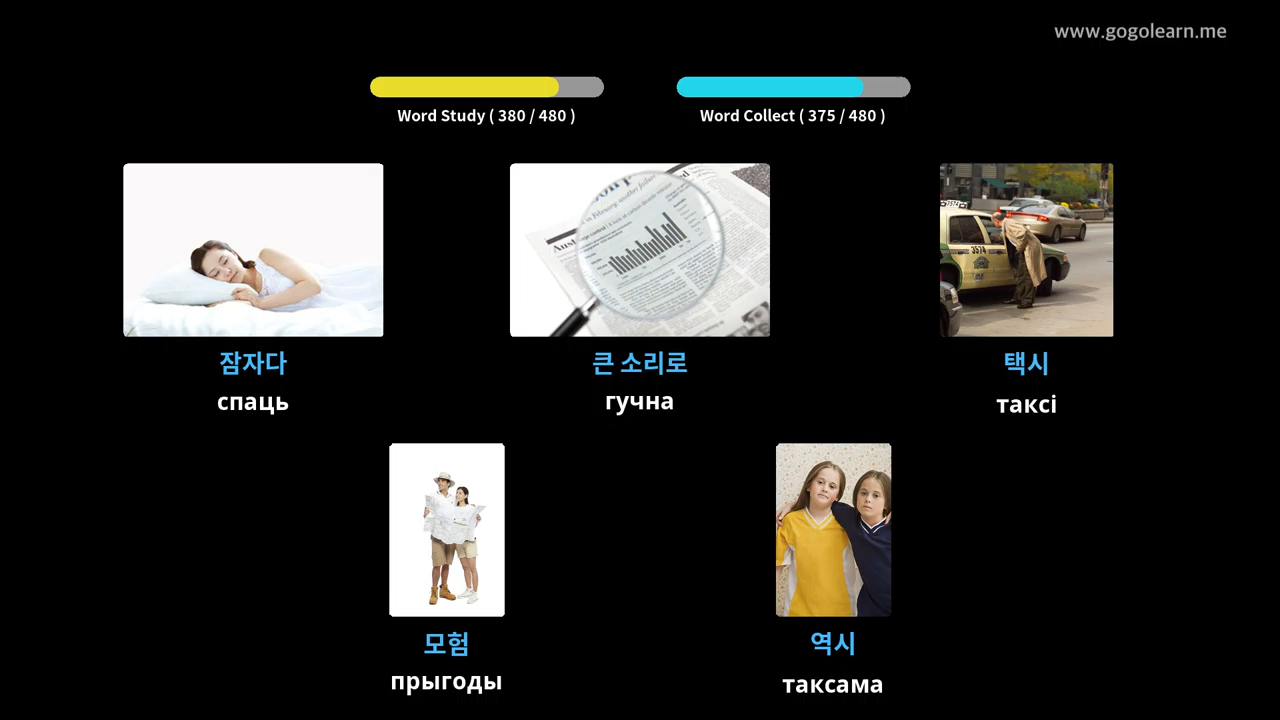 www.gogolearn.me
Word Study ( 380 / 480 )
Word Collect ( 375 / 480 )
잠자다
спаць
큰 소리로
гучна
택시
таксі
모험
прыгоды
역시
таксама